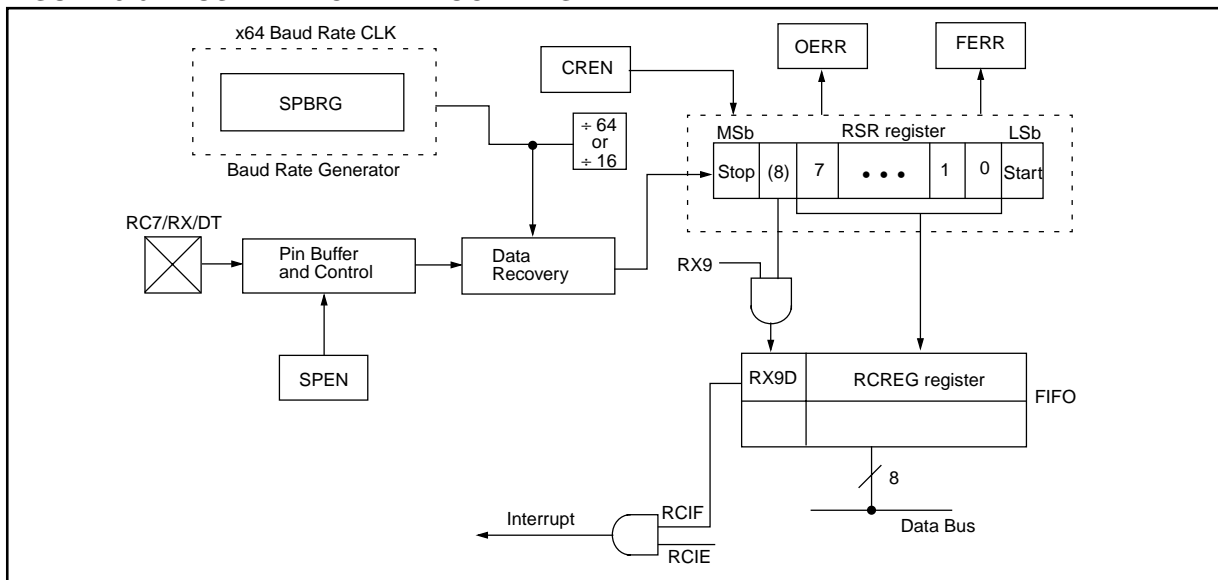 x64 Baud Rate CLK
SPBRG
Baud Rate Generator
CREN
OERR
FERR
÷ 64
or
÷ 16
MSb
RSR register
LSb
Stop
(8)
7
• • •
1
0
Start
RC7/RX/DT
Pin Buffer
and Control
Data
Recovery
RX9
SPEN
RX9D
RCREG register
FIFO
8
Interrupt
RCIF
RCIE
Data Bus